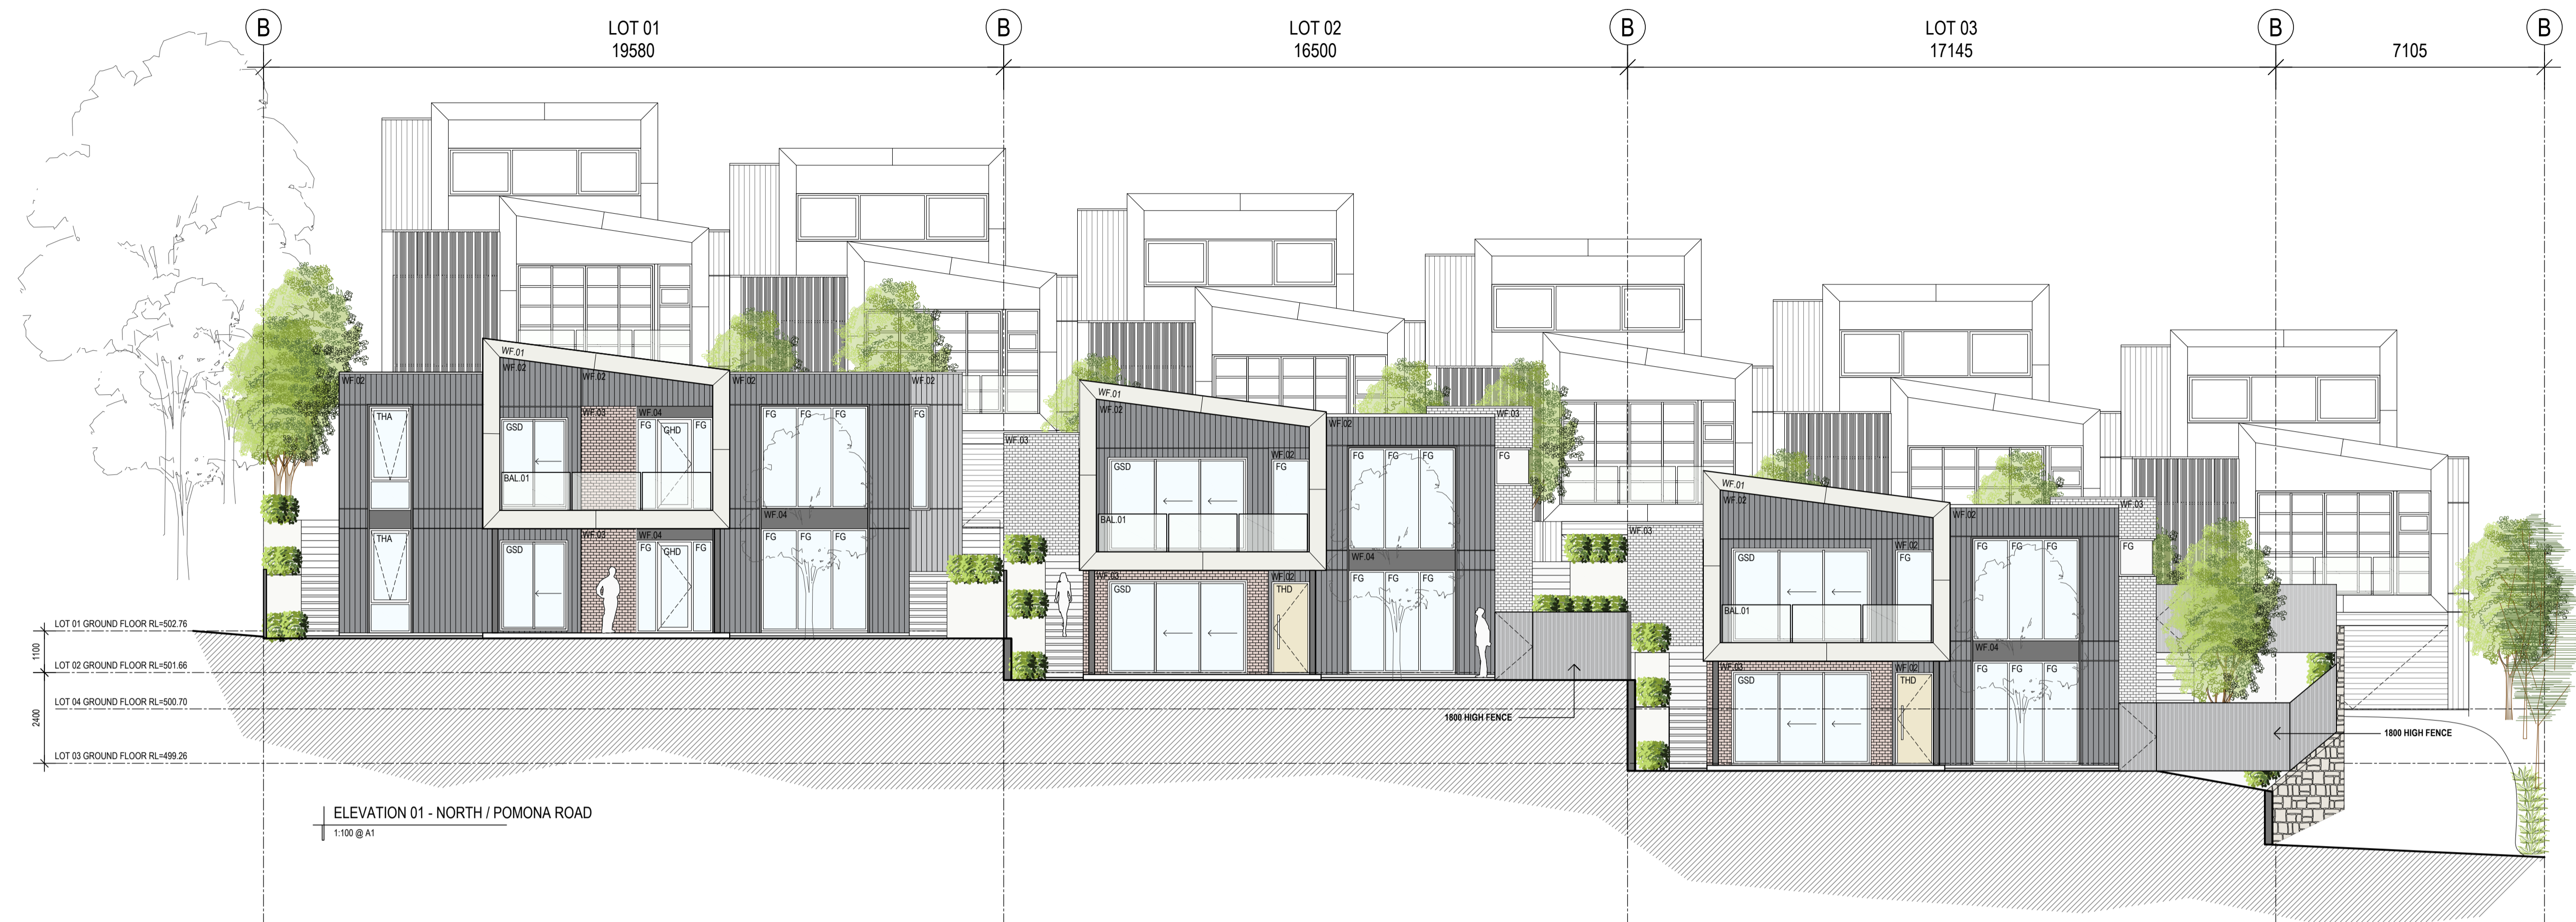 B
LOT 01
19580
B
LOT 02
16500
B
LOT 03
17145
B
7105
B
WF.01
WF.02
WF.02
WF.02
WF.02
WF.02
THA
GSD
WF.03
WF.04
FG
GHD
FG
FG
FG
FG
FG
BAL.01
WF.04
THA
GSD
WF.03
WF.04
FG
GHD
FG
FG
FG
FG
WF.03
WF.01
WF.02
WF.02
WF.03
GSD
WF.02
FG
FG
FG
FG
FG
BAL.01
WF.04
WF.03
GSD
WF.02
THD
FG
FG
FG
1800 HIGH FENCE
WF.03
WF.01
WF.02
WF.02
WF.03
GSD
WF.02
FG
FG
FG
FG
FG
BAL.01
WF.04
WF.03
GSD
WF.02
THD
FG
FG
FG
1800 HIGH FENCE
LOT 01 GROUND FLOOR RL=502.76
1100
LOT 02 GROUND FLOOR RL=501.66
LOT 04 GROUND FLOOR RL=500.70
2400
LOT 03 GROUND FLOOR RL=499.26
ELEVATION 01 - NORTH / POMONA ROAD
1:100 @ A1